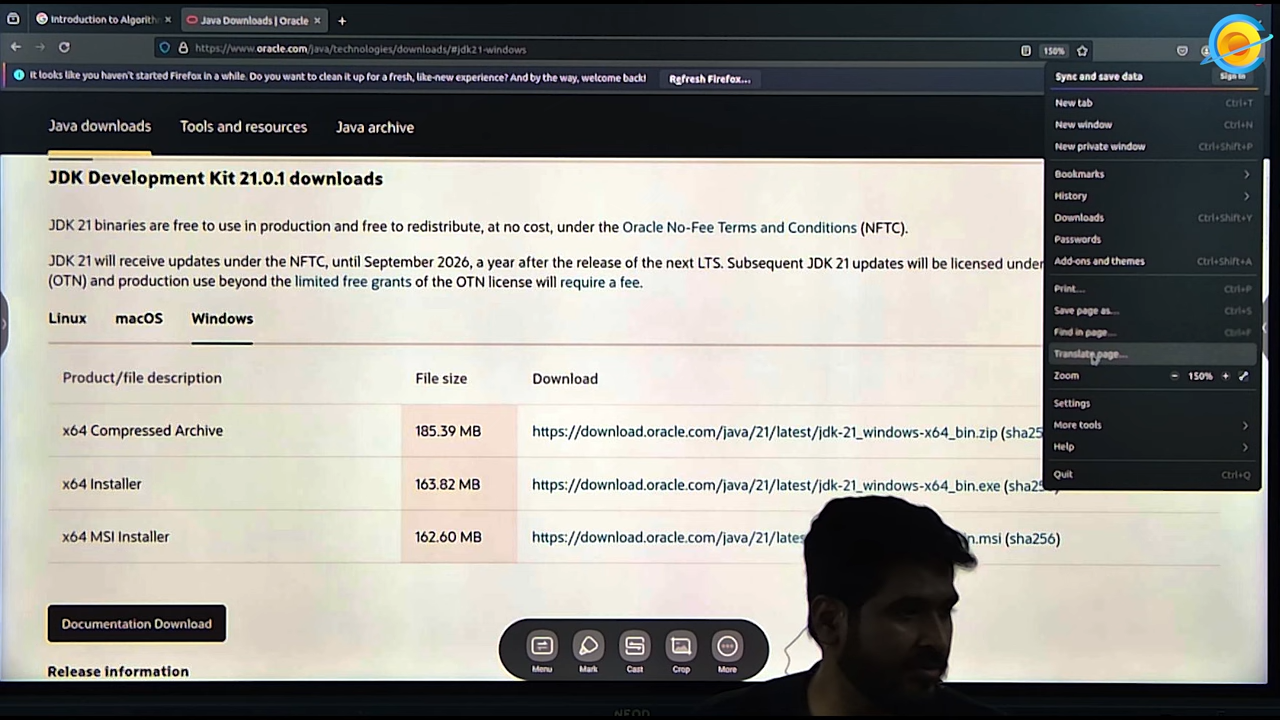 Introduction to Algorith
Java Downloads | Oracle
https://www.oracle.com/java/technologies/downloads/#jdk21-windows
150%
It looks like you haven't started Firefox in a while. Do you want to clean it up for a fresh, like-new experience? And by the way, welcome back!
Refresh Firefox...
Java downloads
Tools and resources
Java archive
JDK Development Kit 21.0.1 downloads
JDK 21 binaries are free to use in production and free to redistribute, at no cost, under the Oracle No-Fee Terms and Conditions (NFTC).
JDK 21 will receive updates under the NFTC, until September 2026, a year after the release of the next LTS. Subsequent JDK 21 updates will be licensed under
(OTN) and production use beyond the limited free grants of the OTN license will require a fee.
Linux macOS Windows
Product/file description File size Download
x64 Compressed Archive 185.39 MB https://download.oracle.com/java/21/latest/jdk-21_windows-x64_bin.zip (sha25
x64 Installer 163.82 MB https://download.oracle.com/java/21/latest/jdk-21_windows-x64_bin.exe (sha25
x64 MSI Installer 162.60 MB https://download.oracle.com/java/21/lates n.msi (sha256)
Documentation Download
Release information
Sync and save data Sign in
New tab Ctrl+T
New window Ctrl+N
New private window Ctrl+Shift+P
Bookmarks
History
Downloads Ctrl+Shift+Y
Passwords
Add-ons and themes Ctrl+Shift+A
Print... Ctrl+P
Save page as... Ctrl+S
Find in page... Ctrl+F
Translate page...
Zoom 150%
Settings
More tools
Help
Quit Ctrl+Q
Menu Mark Cast Crop More